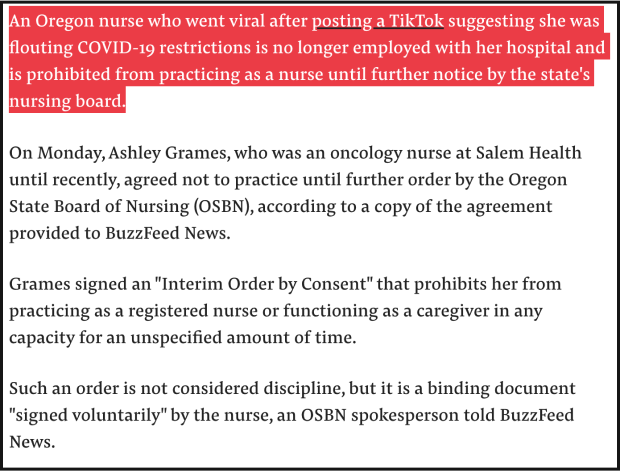 An Oregon nurse who went viral after posting a TikTok suggesting she was
flouting COVID-19 restrictions is no longer employed with her hospital and
is prohibited from practicing as a nurse until further notice by the state's
nursing board.
On Monday, Ashley Grames, who was an oncology nurse at Salem Health
until recently, agreed not to practice until further order by the Oregon
State Board of Nursing (OSBN), according to a copy of the agreement
provided to BuzzFeed News.
Grames signed an "Interim Order by Consent" that prohibits her from
practicing as a registered nurse or functioning as a caregiver in any
capacity for an unspecified amount of time.
Such an order is not considered discipline, but it is a binding document
"signed voluntarily" by the nurse, an OSBN spokesperson told BuzzFeed
News.